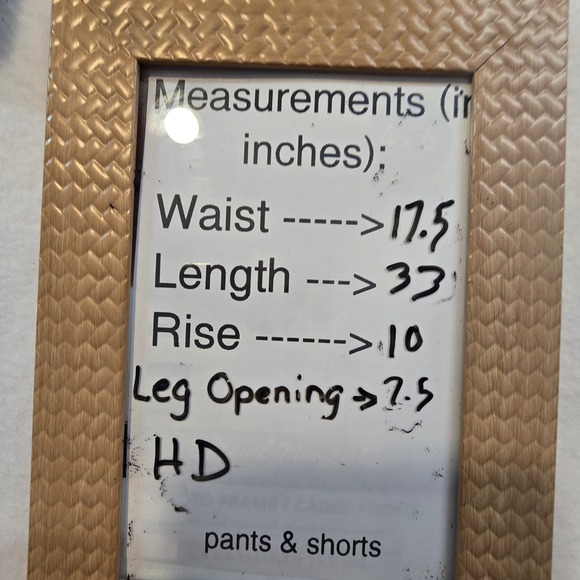 Measurements (in
inches);
Waist ----->17.5
Length --->33
Rise ------>10
Leg Opening → 7.5
HD
pants & shorts